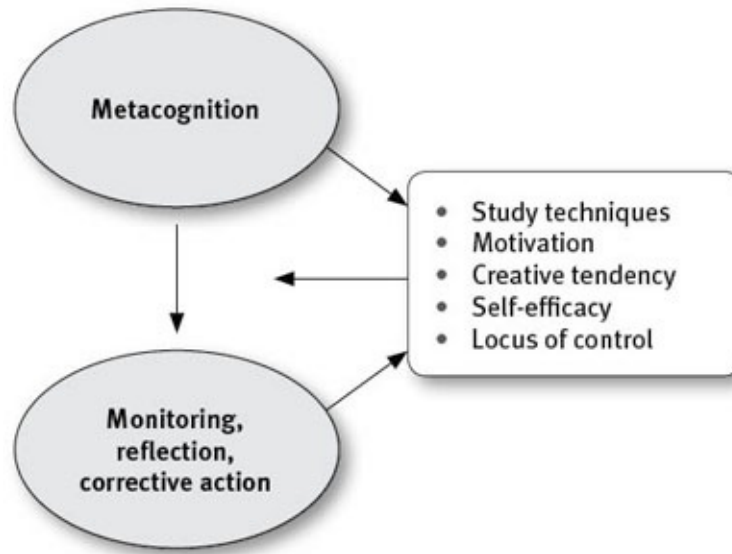 Metacognition
• Study techniques
• Motivation
• Creative tendency
• Self-efficacy
• Locus of control
Monitoring,
reflection,
corrective action